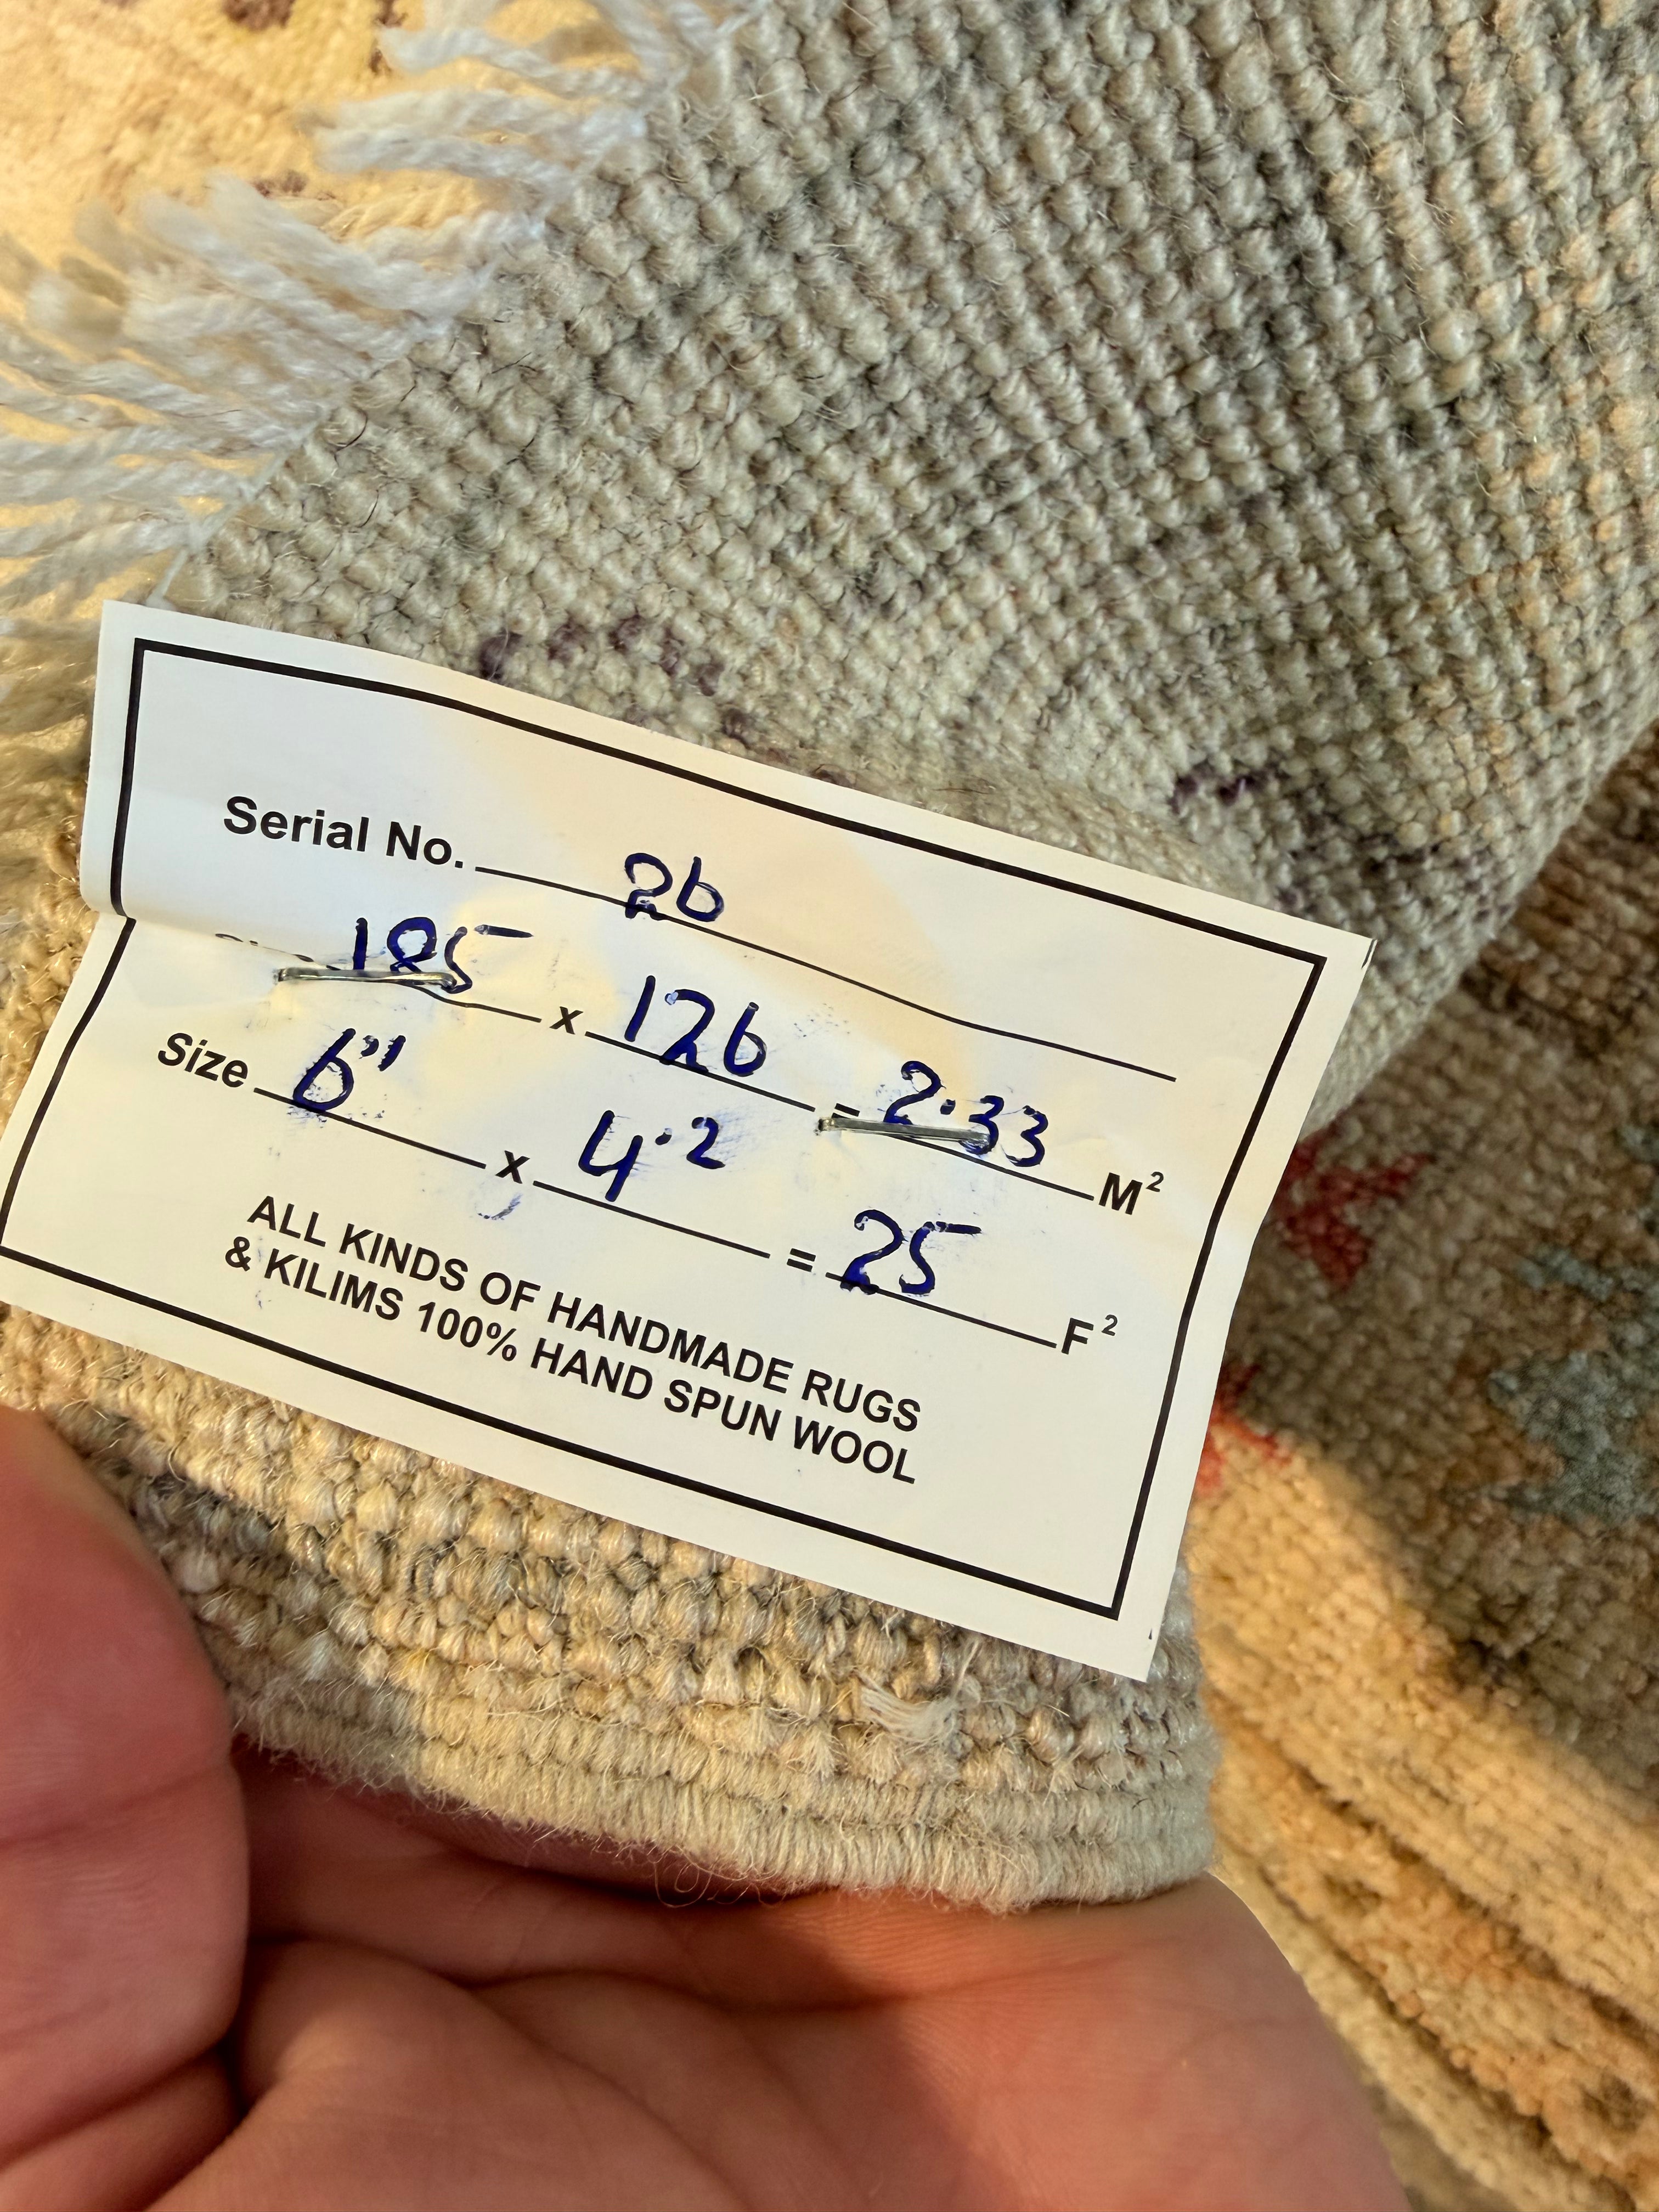 Serial No. 26
185 x 126 = 2.33 M²
Size 6" x 4.2 = 25 F²
ALL KINDS OF HANDMADE RUGS
& KILIMS 100% HAND SPUN WOOL